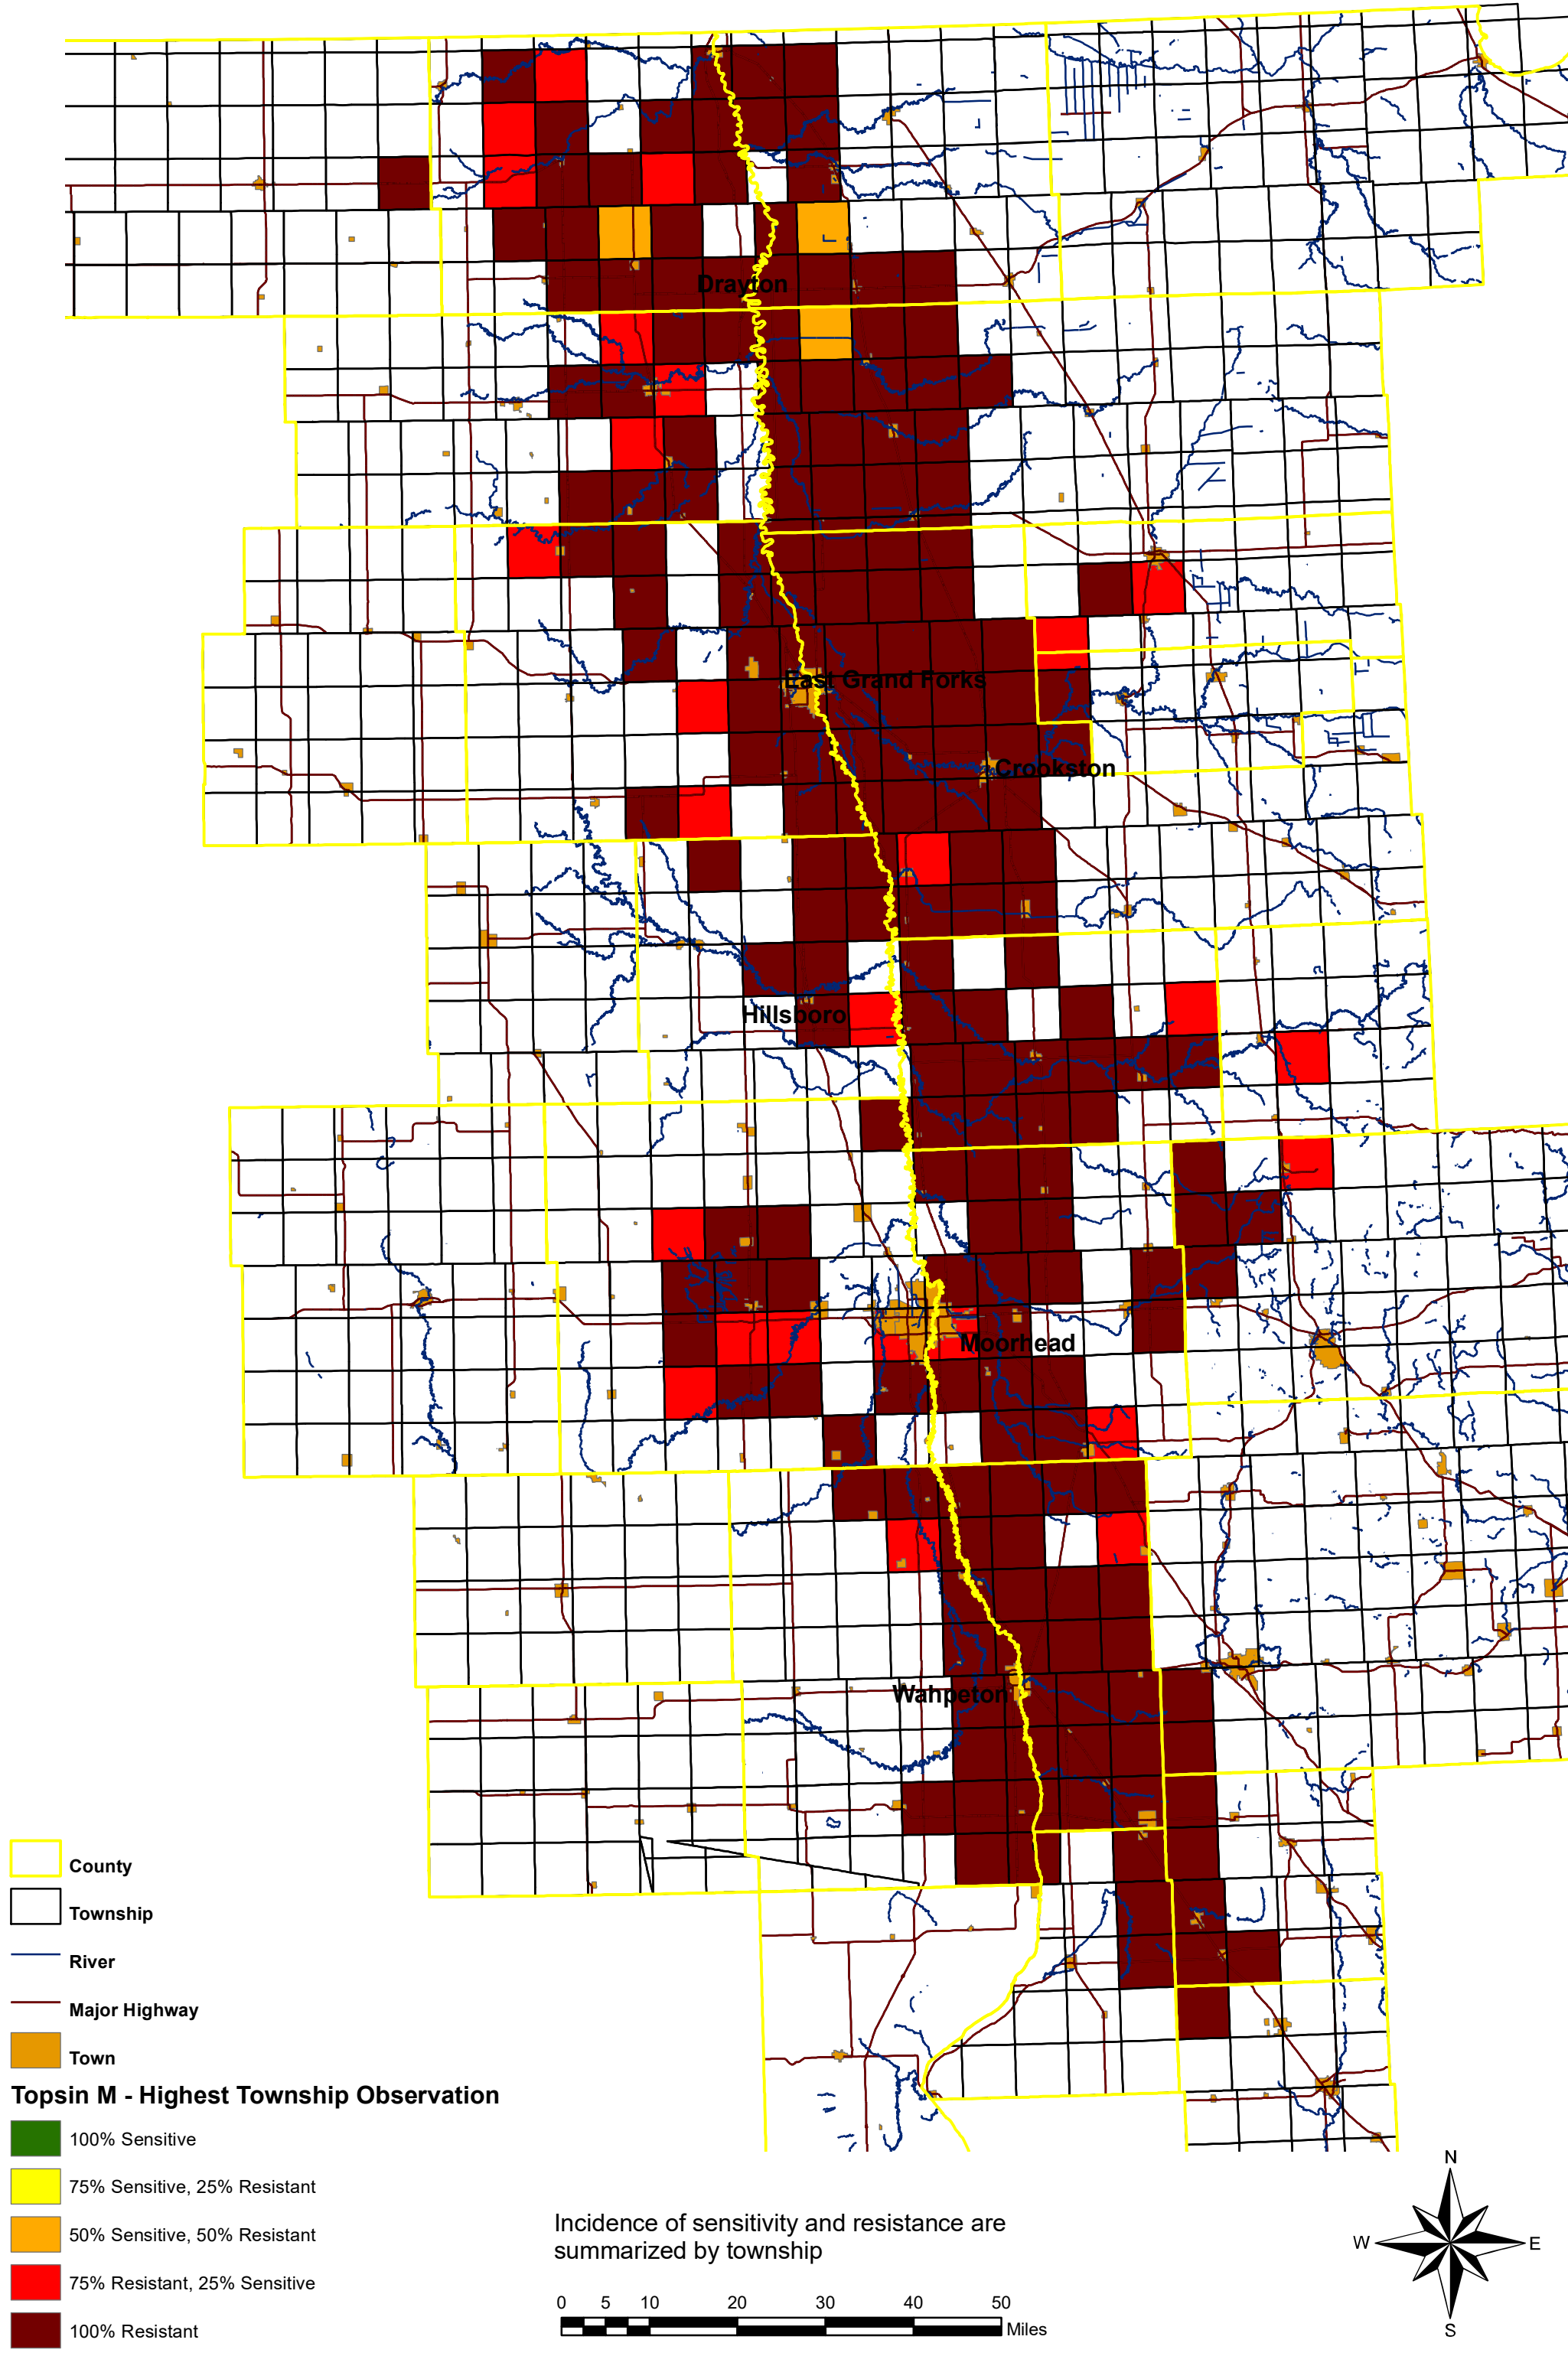 Drayton
East Grand Forks
Crookston
Hillsboro
Moorhead
Wahpeton
County
Township
River
Major Highway
Town
Topsin M - Highest Township Observation
100% Sensitive
75% Sensitive, 25% Resistant
50% Sensitive, 50% Resistant
75% Resistant, 25% Sensitive
100% Resistant
Incidence of sensitivity and resistance are
summarized by township
0 5 10 20 30 40 50
Miles
N
W E
S